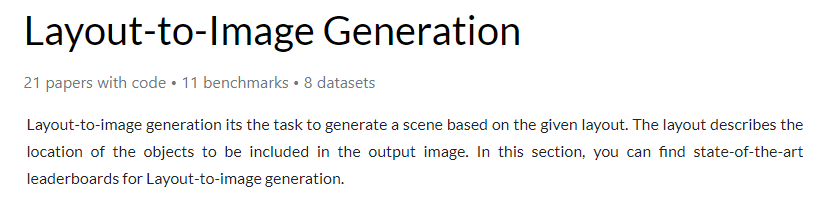 Layout-to-Image Generation
21 papers with code • 11 benchmarks • 8 datasets
Layout-to-image generation its the task to generate a scene based on the given layout. The layout describes the
location of the objects to be included in the output image. In this section, you can find state-of-the-art
leaderboards for Layout-to-image generation.